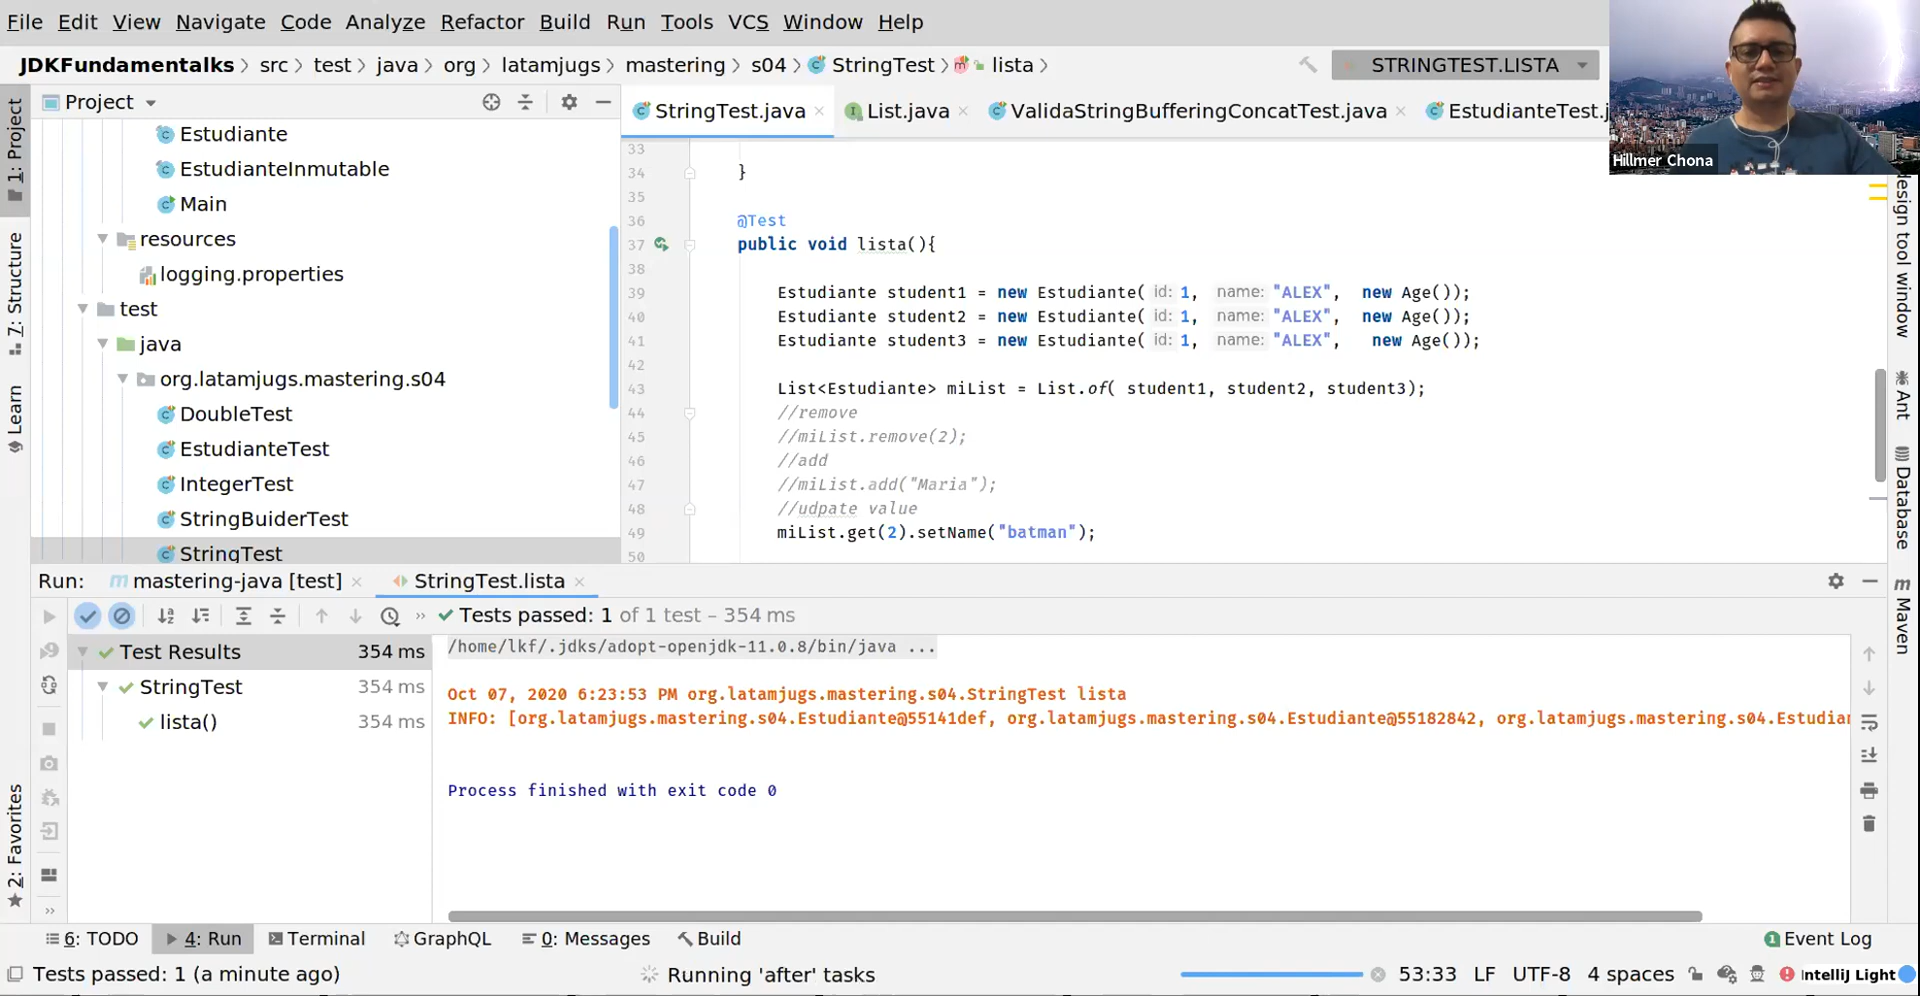 File Edit View Navigate Code Analyze Refactor Build Run Tools VCS Window Help
JDKFundamentalks src test java org latamjugs mastering s04 StringTest lista STRINGTEST.LISTA
Hillmer Chona
1: Project
7: Structure
Learn
2: Favorites
Project
Estudiante
EstudianteInmutable
Main
resources
logging.properties
test
java
org.latamjugs.mastering.s04
DoubleTest
EstudianteTest
IntegerTest
StringBuiderTest
StringTest
StringTest.java List.java ValidaStringBufferingConcatTest.java EstudianteTest.j
33
34 }
35
36 @Test
37 public void lista(){
38
39 Estudiante student1 = new Estudiante( id: 1, name: "ALEX", new Age());
40 Estudiante student2 = new Estudiante( id: 1, name: "ALEX", new Age());
41 Estudiante student3 = new Estudiante( id: 1, name: "ALEX", new Age());
42
43 List<Estudiante> miList = List.of( student1, student2, student3);
44 //remove
45 //miList.remove(2);
46 //add
47 //miList.add("Maria");
48 //udpate value
49 miList.get(2).setName("batman");
50
design tool window
Ant
Database
Maven
Run: mastering-java [test] StringTest.lista
Tests passed: 1 of 1 test – 354 ms
Test Results 354 ms
StringTest 354 ms
lista() 354 ms
/home/lkf/.jdks/adopt-openjdk-11.0.8/bin/java ...
Oct 07, 2020 6:23:53 PM org.latamjugs.mastering.s04.StringTest lista
INFO: [org.latamjugs.mastering.s04.Estudiante@55141def, org.latamjugs.mastering.s04.Estudiante@55182842, org.latamjugs.mastering.s04.Estudian
Process finished with exit code 0
6: TODO 4: Run Terminal GraphQL 0: Messages Build 1 Event Log
Tests passed: 1 (a minute ago) Running 'after' tasks 53:33 LF UTF-8 4 spaces IntelliJ Light